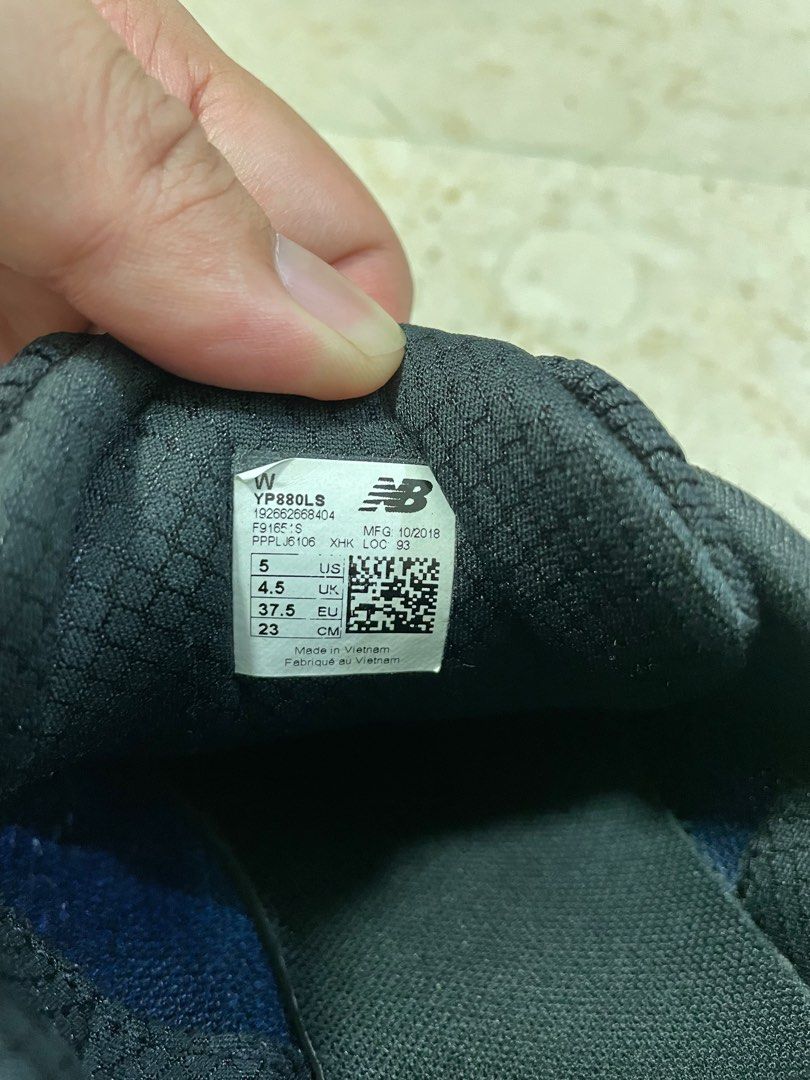 W
YP880LS
NB
192662668404
MFG: 10/2018
PPPLJ6106 XHK LOC: 93
5 US
4.5 UK
37.5 EU
23 CM
Made in Vietnam
Fabriqué au Vietnam